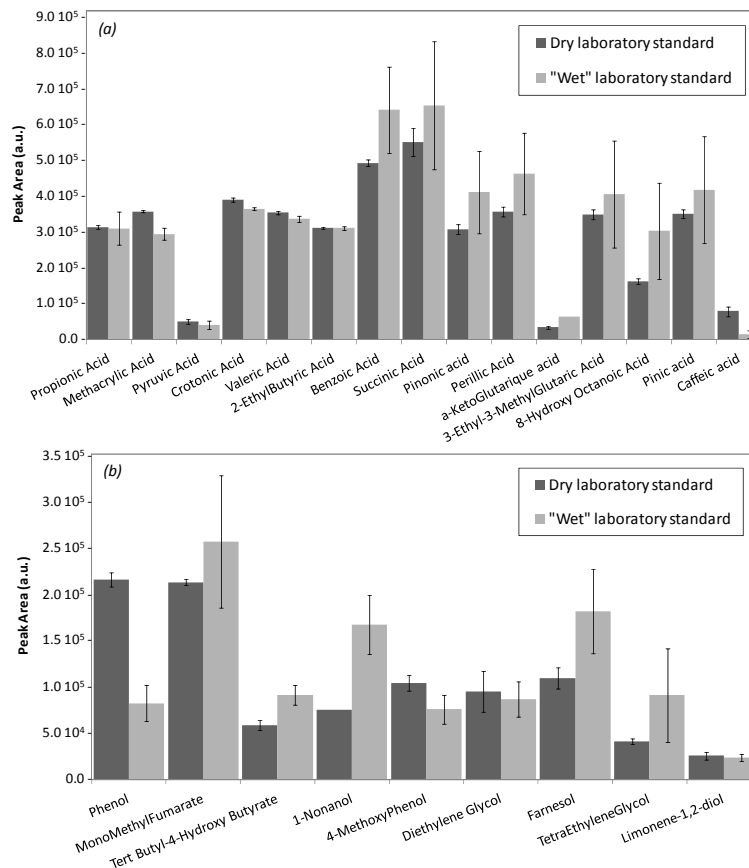 (a)
Dry laboratory standard
"Wet" laboratory standard
Peak Area (a.u.)
9.0 10⁵
8.0 10⁵
7.0 10⁵
6.0 10⁵
5.0 10⁵
4.0 10⁵
3.0 10⁵
2.0 10⁵
1.0 10⁵
0.0
Propionic Acid
Methacrylic Acid
Pyruvic Acid
Crotonic Acid
Valeric Acid
2-EthylButyric Acid
Benzoic Acid
Succinic Acid
Pinonic acid
Perillic Acid
a-KetoGlutarique acid
3-Ethyl-3-MethylGlutaric Acid
8-Hydroxy Octanoic Acid
Pinic acid
Caffeic acid
(b)
Dry laboratory standard
"Wet" laboratory standard
Peak Area (a.u.)
3.5 10⁵
3.0 10⁵
2.5 10⁵
2.0 10⁵
1.5 10⁵
1.0 10⁵
5.0 10⁴
0.0
Phenol
MonoMethylFumarate
Tert Butyl-4-Hydroxy Butyrate
1-Nonanol
4-MethoxyPhenol
Diethylene Glycol
Farnesol
TetraEthyleneGlycol
Limonene-1,2-diol